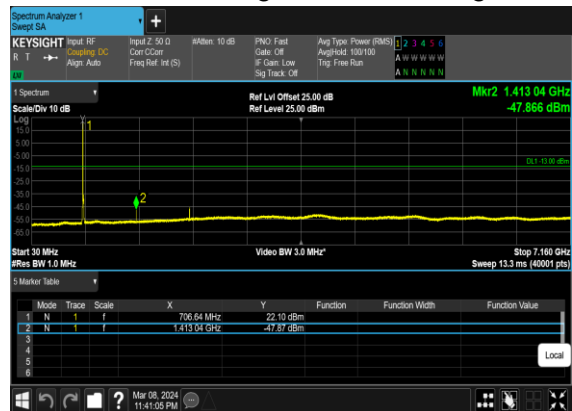 Spectrum Analyzer 1
Swept SA
+
KEYSIGHT Input: RF Input Z: 50 Ω #Atten: 10 dB PNO: Fast Avg Type: Power (RMS) 1 2 3 4 5 6
R T Coupling: DC Corr CCorr Gate: Off Avg|Hold: 100/100 A W W W W W
Align: Auto Freq Ref: Int (S) IF Gain: Low Trig: Free Run
Sig Track: Off A N N N N N
LXI
1 Spectrum Ref Lvl Offset 25.00 dB Mkr2 1.413 04 GHz
Scale/Div 10 dB Ref Level 25.00 dBm -47.866 dBm
Log
15.0
5.00
-5.00
-15.0
-25.0
-35.0
-45.0
-55.0
-65.0
1
2
DL1 -13.00 dBm
Start 30 MHz Video BW 3.0 MHz* Stop 7.160 GHz
#Res BW 1.0 MHz Sweep 13.3 ms (40001 pts)
5 Marker Table
Mode Trace Scale X Y Function Function Width Function Value
1 N 1 f 706.64 MHz 22.10 dBm
2 N 1 f 1.413 04 GHz -47.87 dBm
3
4
5
6
Local
? Mar 08, 2024
11:41:05 PM